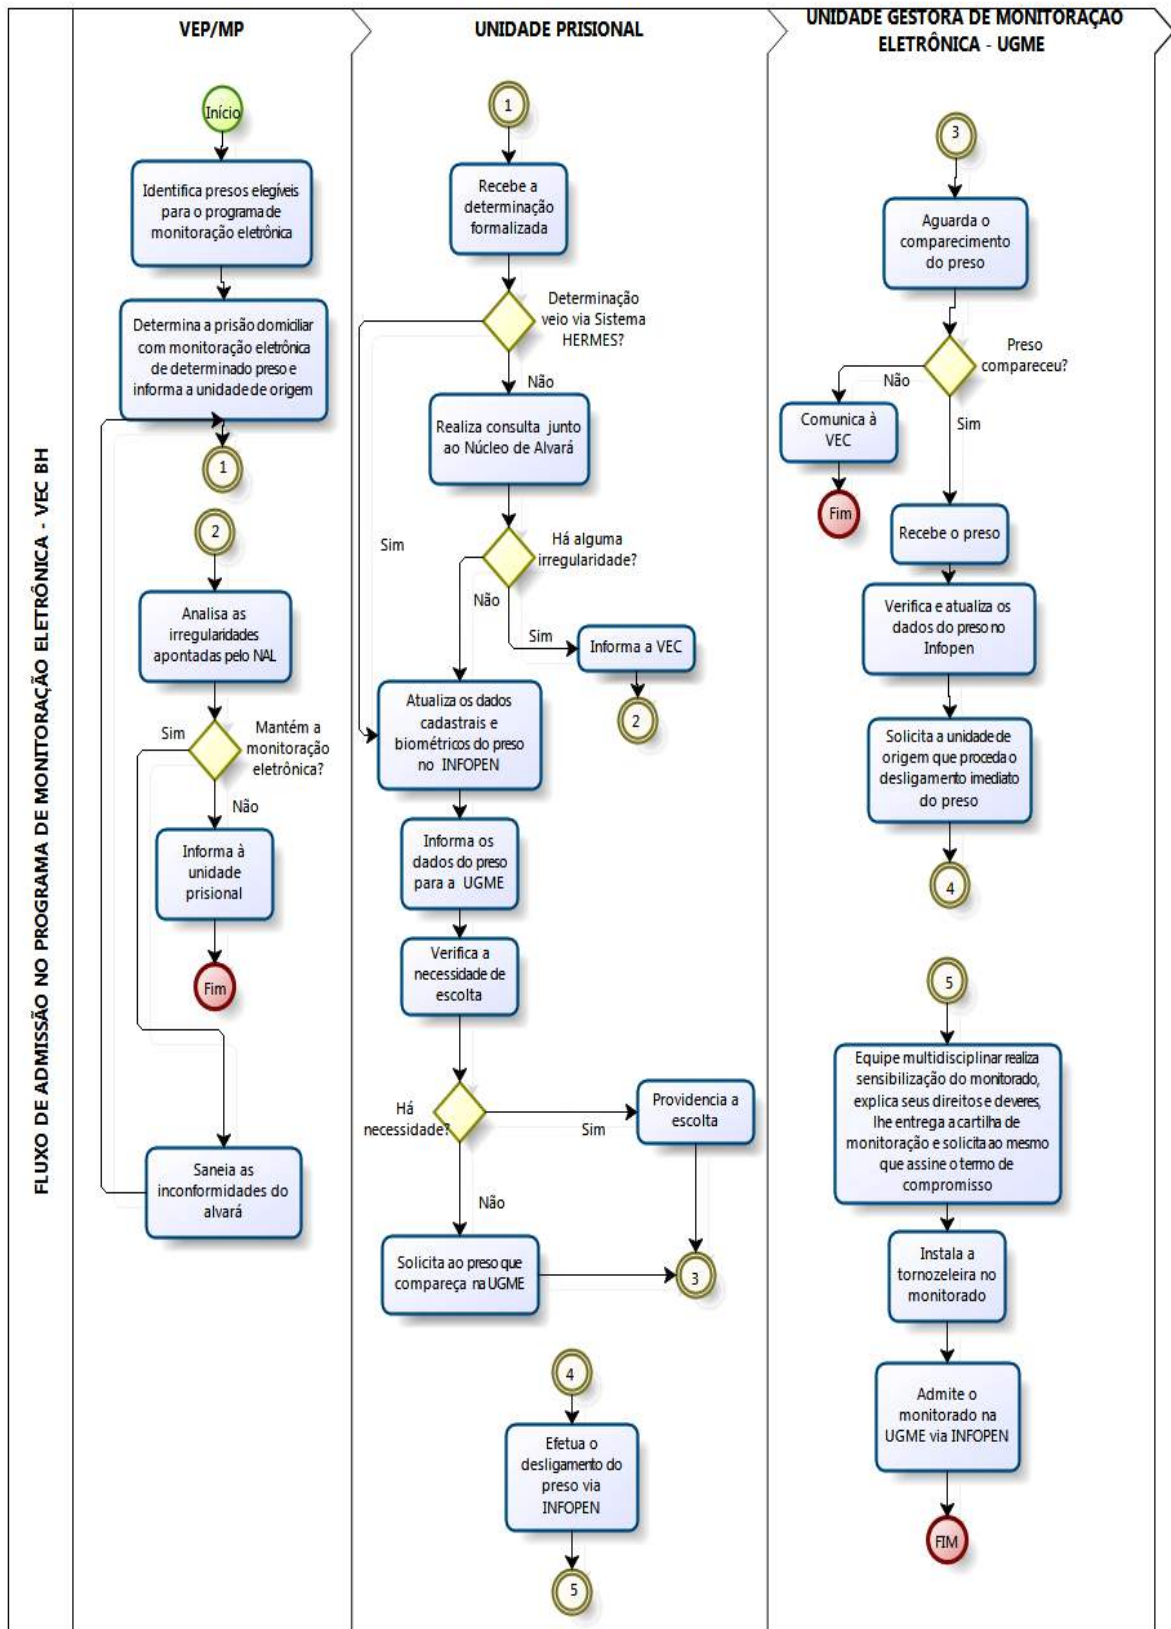 FLUXO DE ADMISSÃO NO PROGRAMA DE MONITORAÇÃO ELETRÔNICA - VEC BH
VEP/MP
Início
Identifica presos elegíveis
para o programa de
monitoração eletrônica
Determina a prisão domiciliar
com monitoração eletrônica
de determinado preso e
informa a unidade de origem
1
2
Analisa as
irregularidades
apontadas pelo NAL
Sim
Mantém a
monitoração
eletrônica?
Não
Informa à
unidade
prisional
Fim
Saneia as
inconformidades do
alvará
UNIDADE PRISIONAL
1
Recebe a
determinação
formalizada
Determinação
veio via Sistema
HERMES?
Não
Realiza consulta junto
ao Núcleo de Alvará
Sim
Há alguma
irregularidade?
Não
Sim
Informa a VEC
2
Atualiza os dados
cadastrais e
biométricos do preso
no INFOPEN
Informa os
dados do preso
para a UGME
Verifica a
necessidade de
escolta
Há
necessidade?
Sim
Providencia a
escolta
Não
Solicita ao preso que
compareça na UGME
3
4
Efetua o
desligamento do
preso via
INFOPEN
5
UNIDADE GESTORA DE MONITORAÇÃO
ELETRÔNICA - UGME
3
Aguarda o
comparecimento
do preso
Preso
compareceu?
Não
Comunica à
VEC
Fim
Sim
Recebe o preso
Verifica e atualiza os
dados do preso no
Infopen
Solicita a unidade de
origem que proceda o
desligamento imediato
do preso
4
5
Equipe multidisciplinar realiza
sensibilização do monitorado,
explica seus direitos e deveres,
lhe entrega a cartilha de
monitoração e solicita ao mesmo
que assine o termo de
compromisso
Instala a
tornozeleira no
monitorado
Admite o
monitorado na
UGME via INFOPEN
FIM